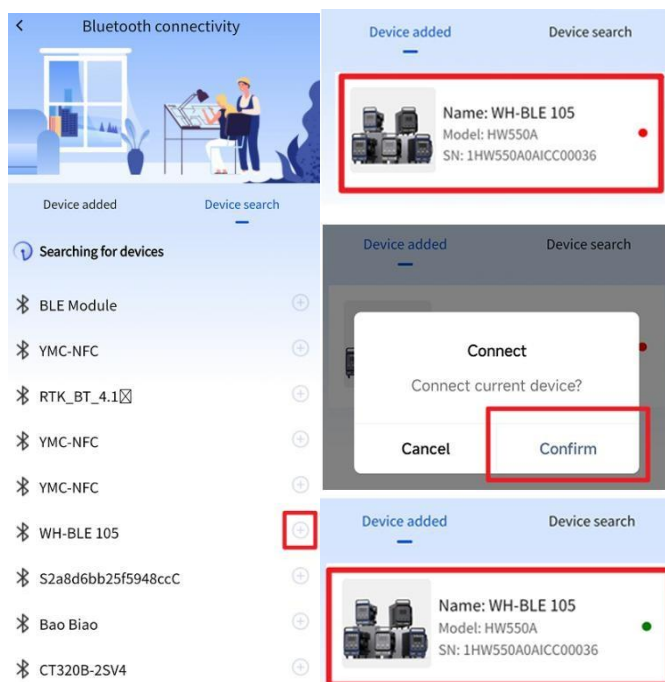 Bluetooth connectivity
Device added
Device search
Searching for devices
BLE Module
YMC-NFC
RTK_BT_4.1
YMC-NFC
YMC-NFC
WH-BLE 105
S2a8d6bb25f5948ccC
Bao Biao
CT320B-2SV4
Device added
Device search
Name: WH-BLE 105
Model: HW550A
SN: 1HW550A0AICC00036
Device added
Device search
Connect
Connect current device?
Cancel
Confirm
Device added
Device search
Name: WH-BLE 105
Model: HW550A
SN: 1HW550A0AICC00036